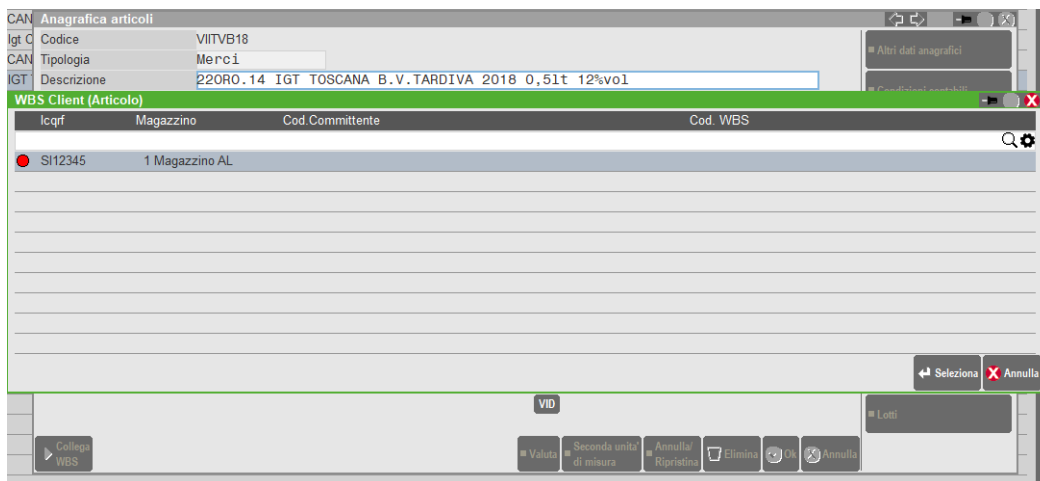 CAN Anagrafica articoli
Igt C Codice VIITVB18
Altri dati anagrafici
CAN Tipologia Merci
IGT Descrizione 220RO.14 IGT TOSCANA B.V.TARDIVA 2018 0,5lt 12%vol
Condizioni contabili
WBS Client (Articolo)
Icqrf Magazzino Cod.Committente Cod. WBS
SI12345 1 Magazzino AL
Seleziona Annulla
VID
Lotti
Collega WBS
Valuta Seconda unita' di misura Annulla/ Ripristina Elimina Ok Annulla